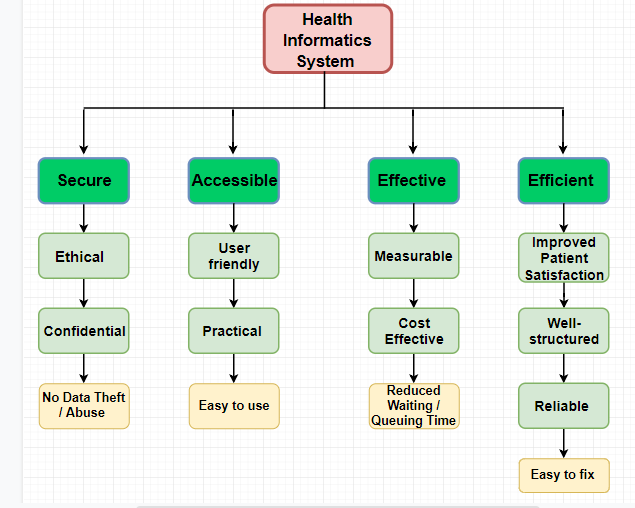 Health
Informatics
System
Secure
Accessible
Effective
Efficient
Ethical
User
friendly
Measurable
Improved
Patient
Satisfaction
Confidential
Practical
Cost
Effective
Well-
structured
No Data Theft
/ Abuse
Easy to use
Reduced
Waiting /
Queuing Time
Reliable
Easy to fix